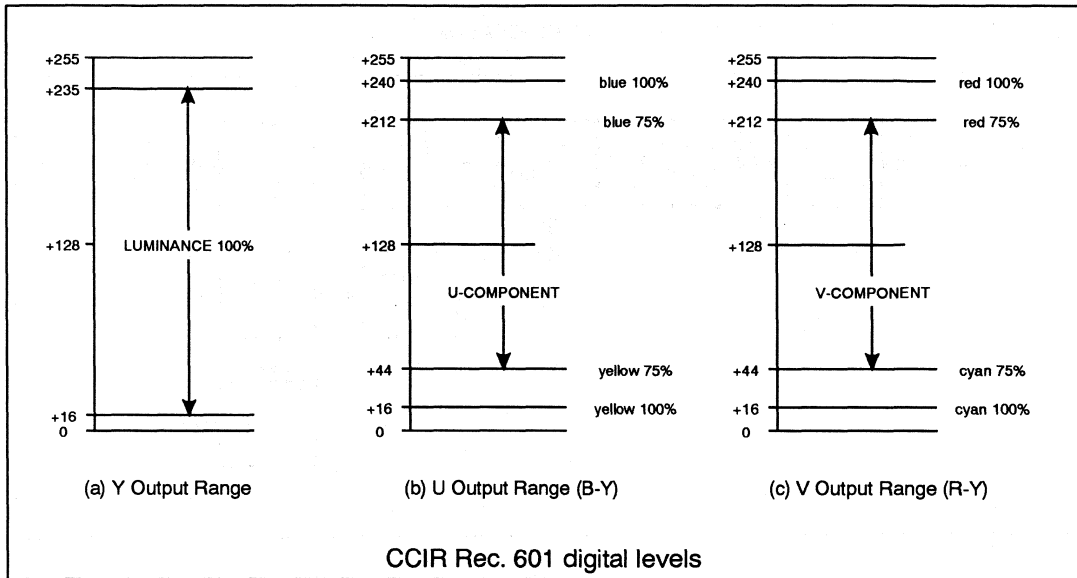 +255
+235
+128
LUMINANCE 100%
+16
0
(a) Y Output Range
+255
+240
blue 100%
+212
blue 75%
+128
U-COMPONENT
+44
yellow 75%
+16
yellow 100%
0
(b) U Output Range (B-Y)
+255
+240
red 100%
+212
red 75%
+128
V-COMPONENT
+44
cyan 75%
+16
cyan 100%
0
(c) V Output Range (R-Y)
CCIR Rec. 601 digital levels